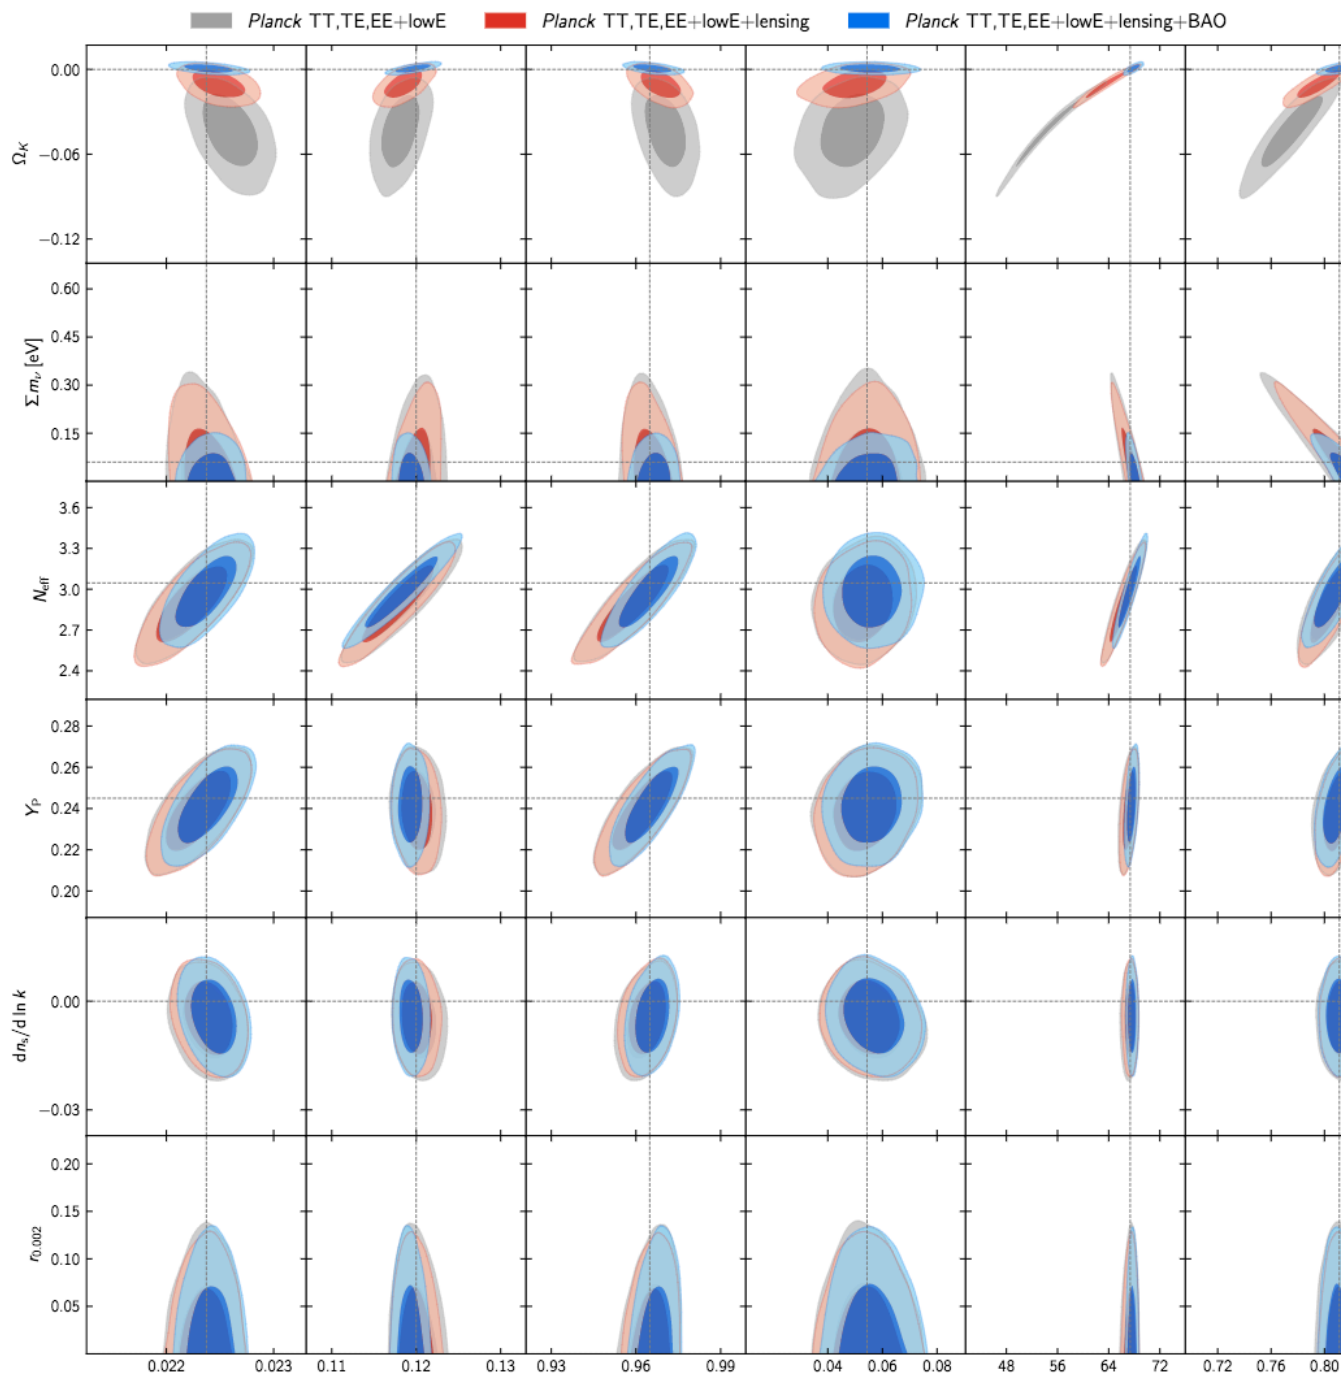 Planck TT,TE,EE+lowE Planck TT,TE,EE+lowE+lensing Planck TT,TE,EE+lowE+lensing+BAO
0.00
−0.06
−0.12
Ω_K
0.60
0.45
0.30
0.15
Σm_ν [eV]
3.6
3.3
3.0
2.7
2.4
N_eff
0.28
0.26
0.24
0.22
0.20
Y_P
0.00
−0.03
dn_s/d ln k
0.20
0.15
0.10
0.05
r_0.002
0.022 0.023 0.11 0.12 0.13 0.93 0.96 0.99 0.04 0.06 0.08 48 56 64 72 0.72 0.76 0.80